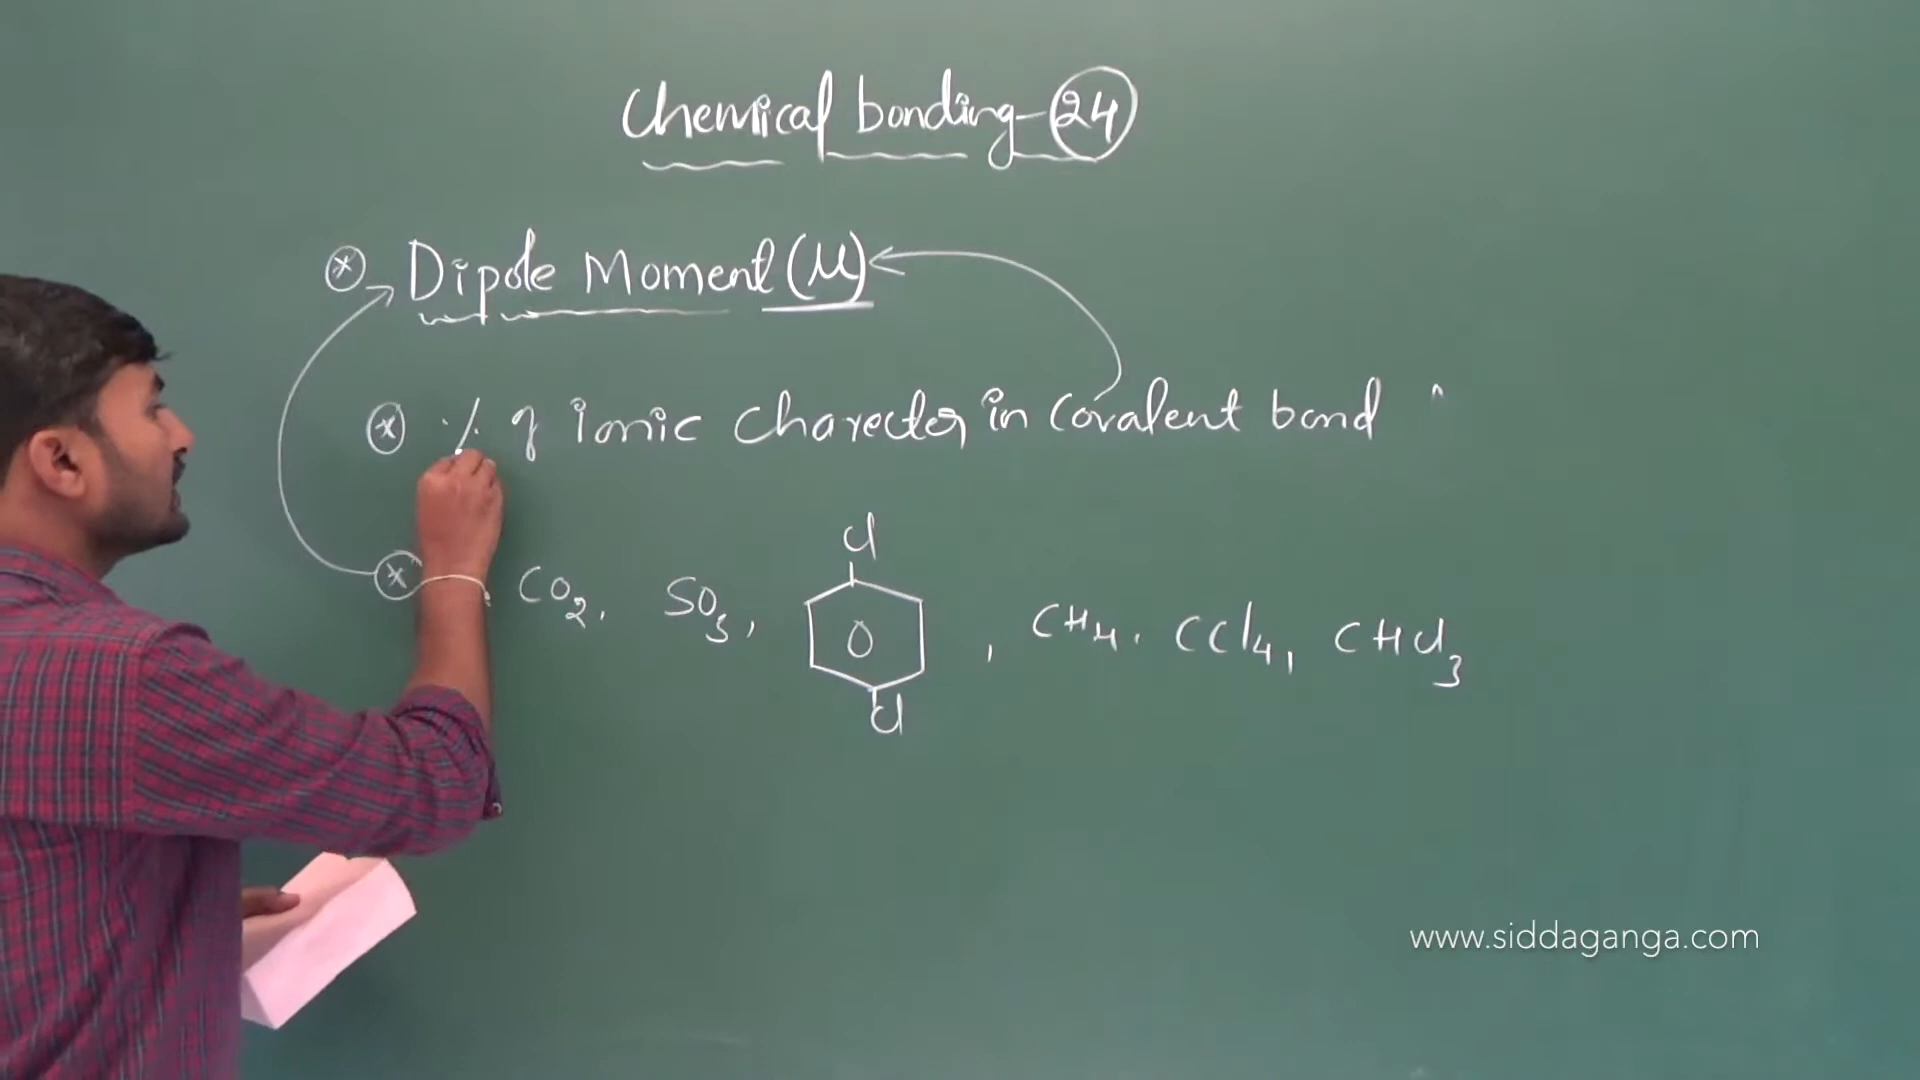 Chemical bonding - 24
* Dipole Moment (μ)
* % of ionic charecter in covalent bond
* CO2, SO3, CH4, CCl4, CHCl3
Cl
Cl
www.siddaganga.com